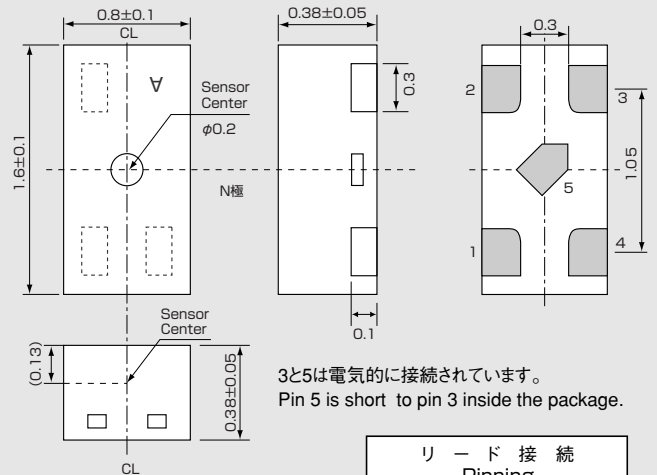 0.8±0.1
CL
0.38±0.05
0.3
∀
Sensor
Center
φ0.2
0.3
2
3
1.6±0.1
1.05
N極
5
1
4
0.1
Sensor
Center
(0.13)
0.38±0.05
CL
3と5は電気的に接続されています。
Pin 5 is short to pin 3 inside the package.
リード接続
Pinning